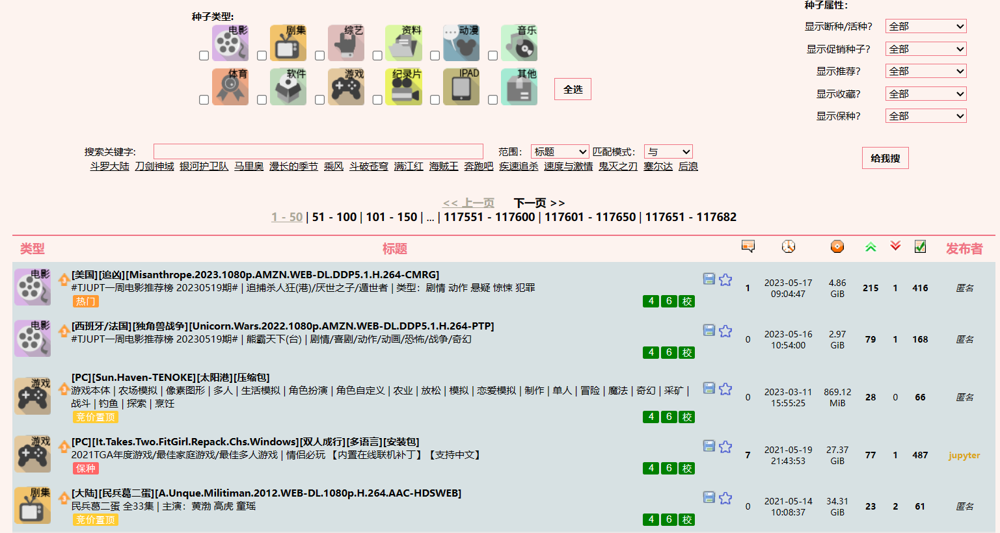 种子类型:
电影 剧集 综艺 资料 动漫 音乐
体育 软件 游戏 纪录片 IPAD 其他
全选
种子属性:
显示断种/活种? 全部
显示促销种子? 全部
显示推荐? 全部
显示收藏? 全部
显示保种? 全部
搜索关键字: 范围: 标题 匹配模式: 与
给我搜
斗罗大陆 刀剑神域 银河护卫队 马里奥 漫长的季节 乘风 斗破苍穹 满江红 海贼王 奔跑吧 疾速追杀 速度与激情 鬼灭之刃 塞尔达 后浪
<< 上一页 下一页 >>
1 - 50 | 51 - 100 | 101 - 150 | ... | 117551 - 117600 | 117601 - 117650 | 117651 - 117682
类型 标题 发布者
电影
[美国][追凶][Misanthrope.2023.1080p.AMZN.WEB-DL.DDP5.1.H.264-CMRG]
#TJUPT一周电影推荐榜 20230519期# | 追捕杀人狂(港)/厌世之子/遁世者 | 类型: 剧情 动作 悬疑 惊悚 犯罪
热门 4 6 校
1 2023-05-17 09:04:47 4.86 GiB 215 1 416 匿名
电影
[西班牙/法国][独角兽战争][Unicorn.Wars.2022.1080p.AMZN.WEB-DL.DDP5.1.H.264-PTP]
#TJUPT一周电影推荐榜 20230519期# | 熊霸天下(台) | 剧情/喜剧/动作/动画/恐怖/战争/奇幻
4 6 校
0 2023-05-16 10:54:00 2.97 GiB 79 1 168 匿名
游戏
[PC][Sun.Haven-TENOKE][太阳港][压缩包]
游戏本体 | 农场模拟 | 像素图形 | 多人 | 生活模拟 | 角色扮演 | 角色自定义 | 农业 | 放松 | 模拟 | 恋爱模拟 | 制作 | 单人 | 冒险 | 魔法 | 奇幻 | 采矿 |
战斗 | 钓鱼 | 探索 | 烹饪
竞价置顶 4 6 校
0 2023-03-11 15:55:25 869.12 MiB 28 0 66 匿名
游戏
[PC][It.Takes.Two.FitGirl.Repack.Chs.Windows][双人成行][多语言][安装包]
2021TGA年度游戏/最佳家庭游戏/最佳多人游戏 | 情侣必玩 【内置在线联机补丁】【支持中文】
保种 4 6 校
7 2021-05-19 21:43:53 27.37 GiB 77 1 487 jupyter
剧集
[大陆][民兵葛二蛋][A.Unque.Militiman.2012.WEB-DL.1080p.H.264.AAC-HDSWEB]
民兵葛二蛋 全33集 | 主演: 黄渤 高虎 童瑶
竞价置顶 4 6 校
0 2021-05-14 10:08:37 34.31 GiB 23 2 61 匿名